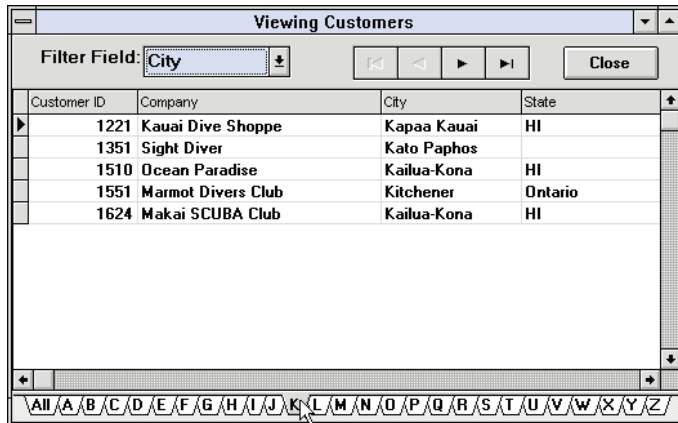 Viewing Customers
Filter Field: City Close
Customer ID Company City State
1221 Kauai Dive Shoppe Kapaa Kauai HI
1351 Sight Diver Kato Paphos
1510 Ocean Paradise Kailua-Kona HI
1551 Marmot Divers Club Kitchener Ontario
1624 Makai SCUBA Club Kailua-Kona HI
All A B C D E F G H I J K L M N O P Q R S T U V W X Y Z